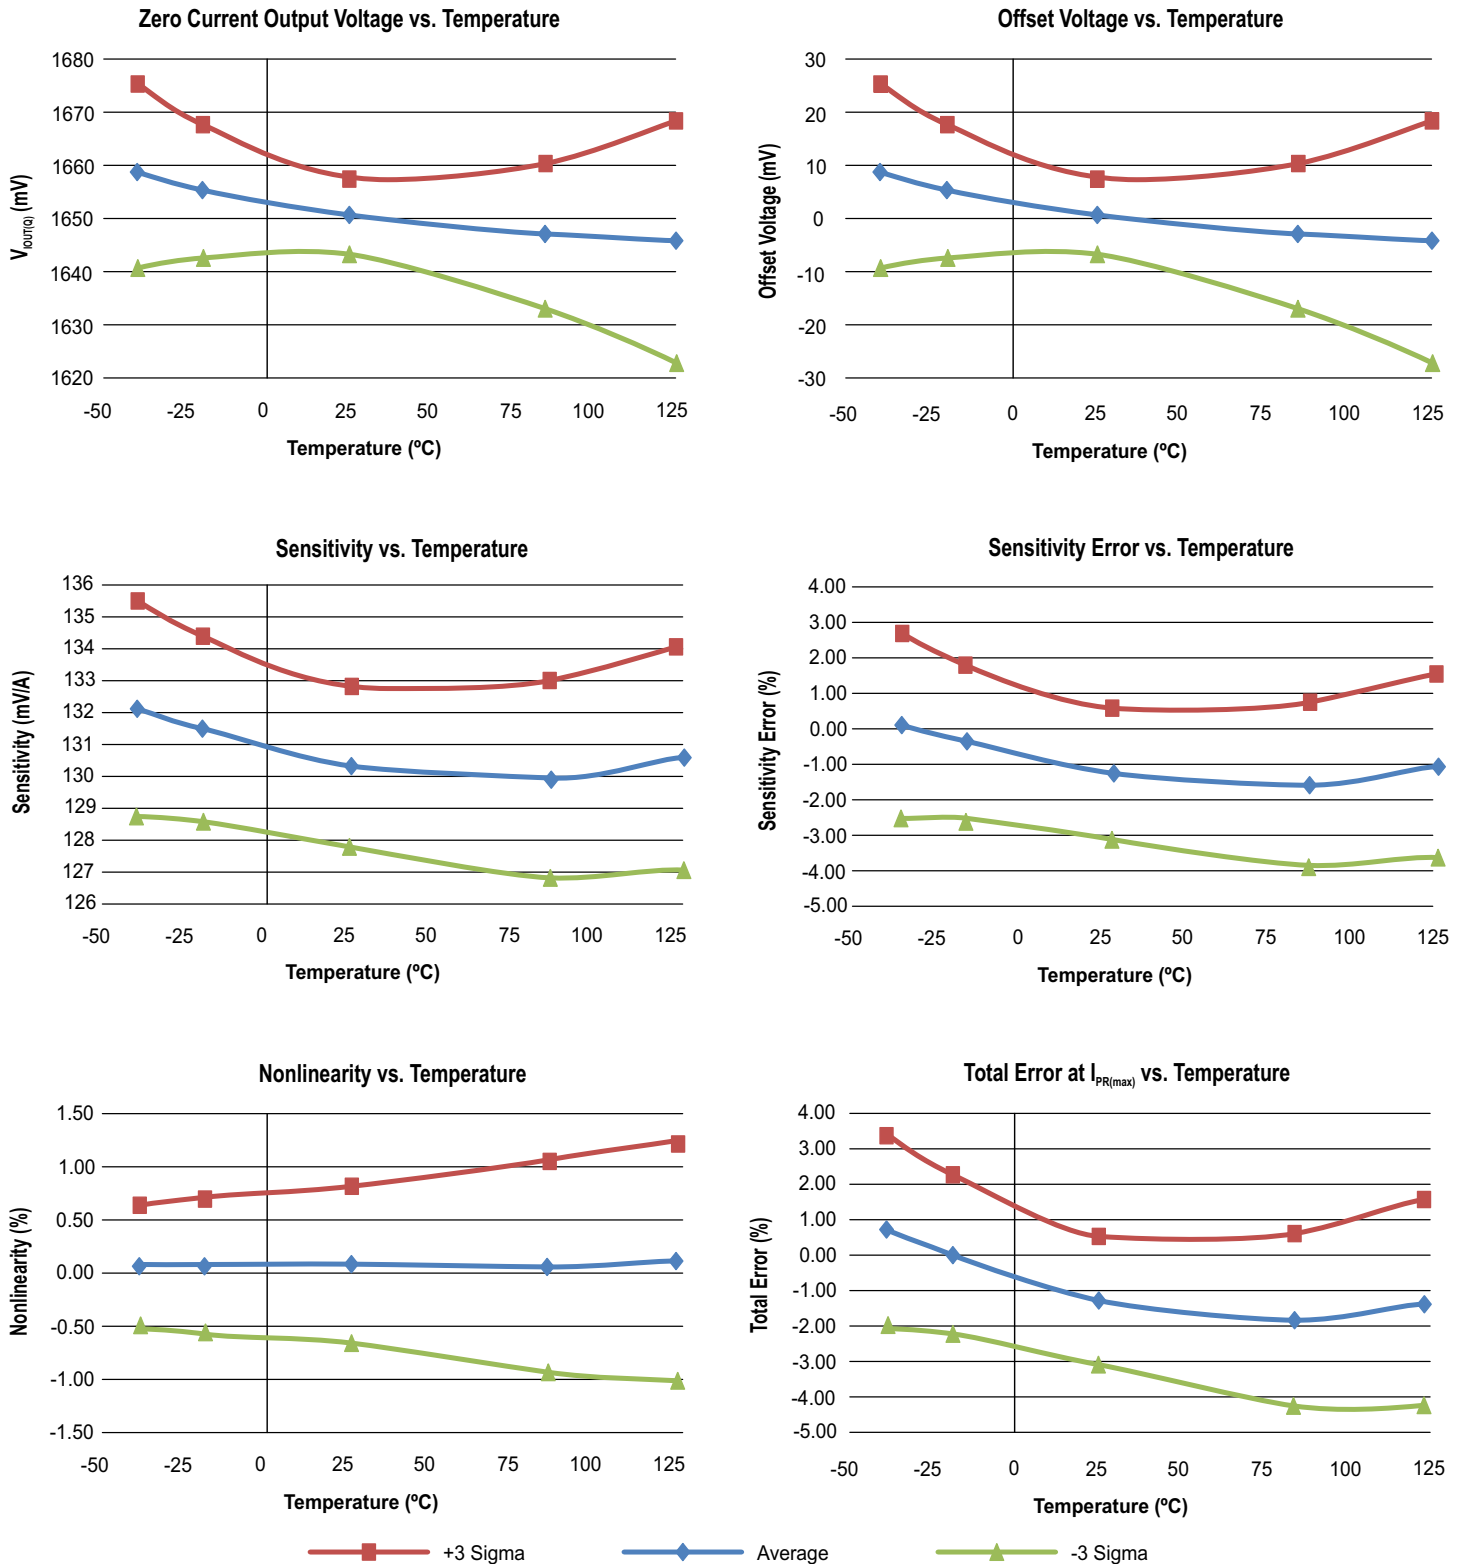 Zero Current Output Voltage vs. Temperature
1680
1670
1660
1650
1640
1630
1620
V_IOUT(Q) (mV)
-50 -25 0 25 50 75 100 125
Temperature (ºC)
Offset Voltage vs. Temperature
30
20
10
0
-10
-20
-30
Offset Voltage (mV)
-50 -25 0 25 50 75 100 125
Temperature (ºC)
Sensitivity vs. Temperature
136
135
134
133
132
131
130
129
128
127
126
Sensitivity (mV/A)
-50 -25 0 25 50 75 100 125
Temperature (ºC)
Sensitivity Error vs. Temperature
4.00
3.00
2.00
1.00
0.00
-1.00
-2.00
-3.00
-4.00
-5.00
Sensitivity Error (%)
-50 -25 0 25 50 75 100 125
Temperature (ºC)
Nonlinearity vs. Temperature
1.50
1.00
0.50
0.00
-0.50
-1.00
-1.50
Nonlinearity (%)
-50 -25 0 25 50 75 100 125
Temperature (ºC)
Total Error at I_PR(max) vs. Temperature
4.00
3.00
2.00
1.00
0.00
-1.00
-2.00
-3.00
-4.00
-5.00
Total Error (%)
-50 -25 0 25 50 75 100 125
Temperature (ºC)
+3 Sigma Average -3 Sigma